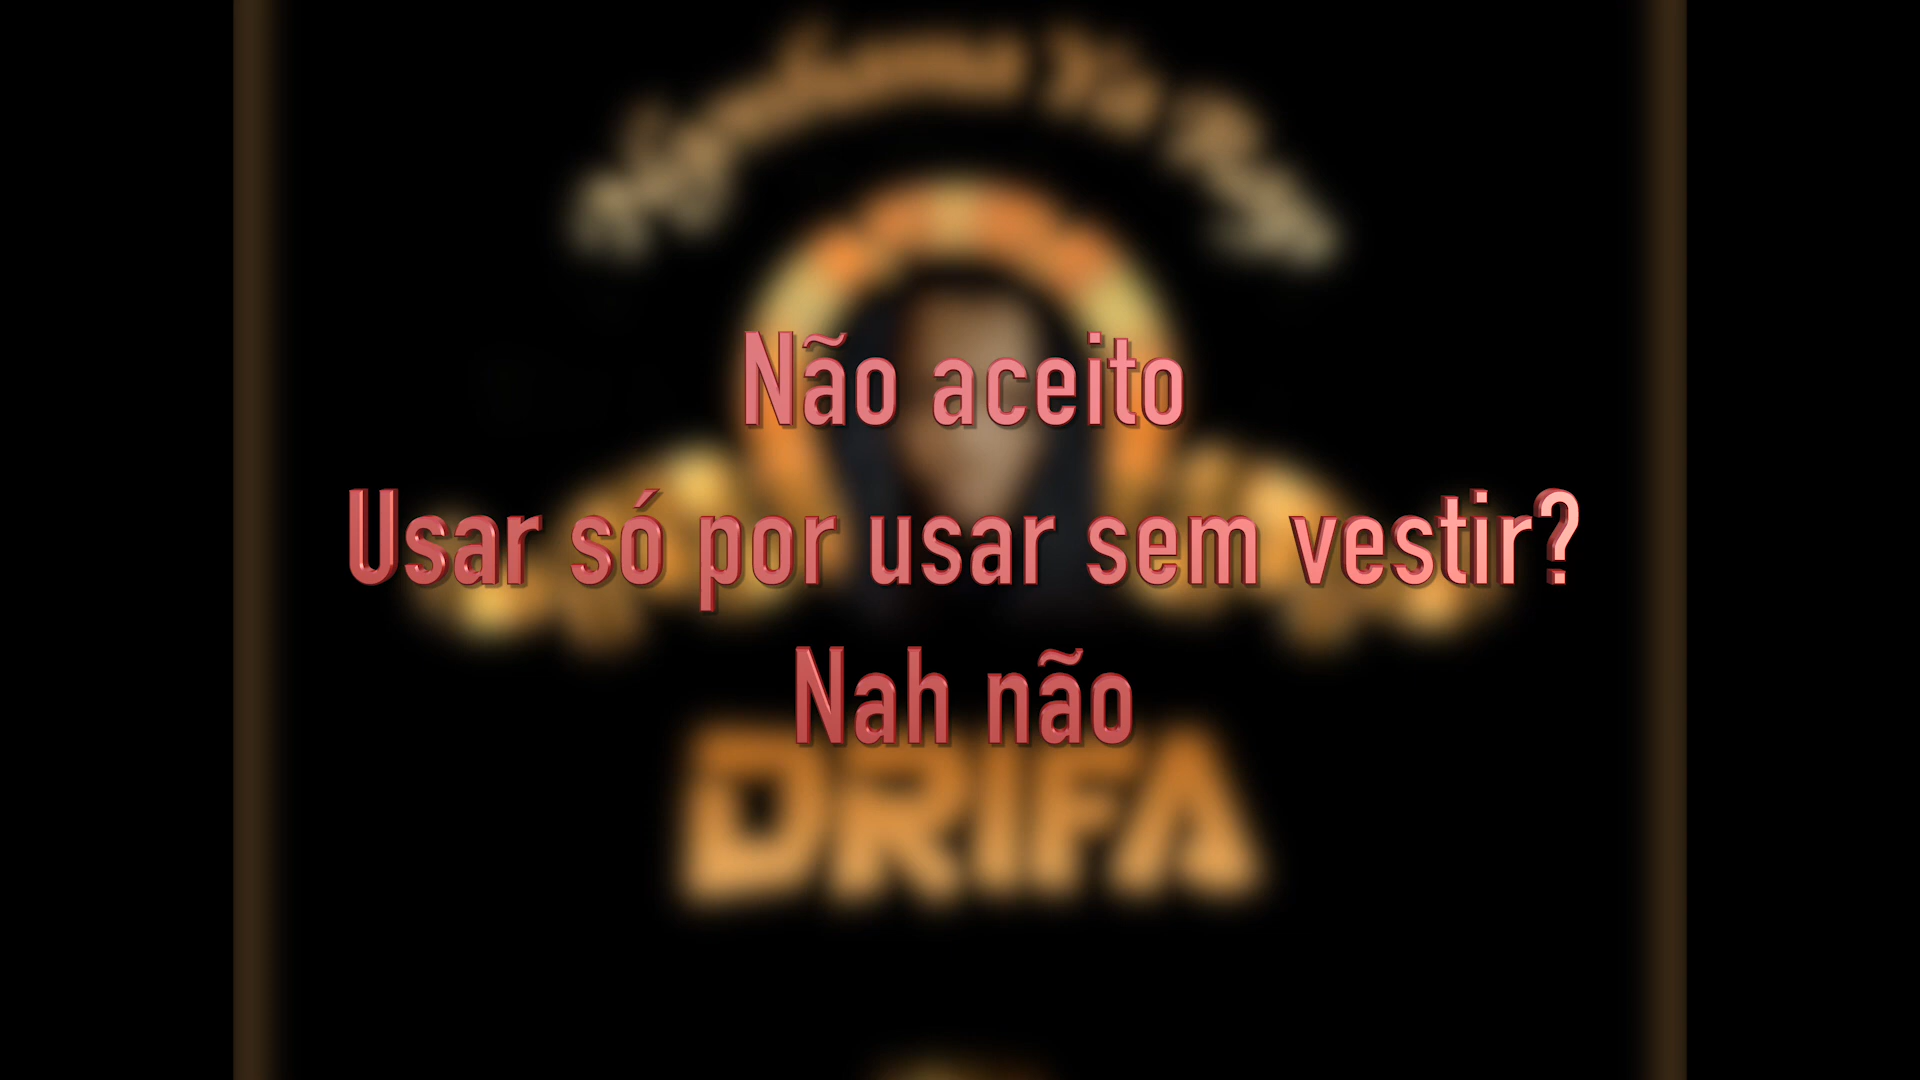 Não aceito
Usar só por usar sem vestir?
Nah não
DRIFA